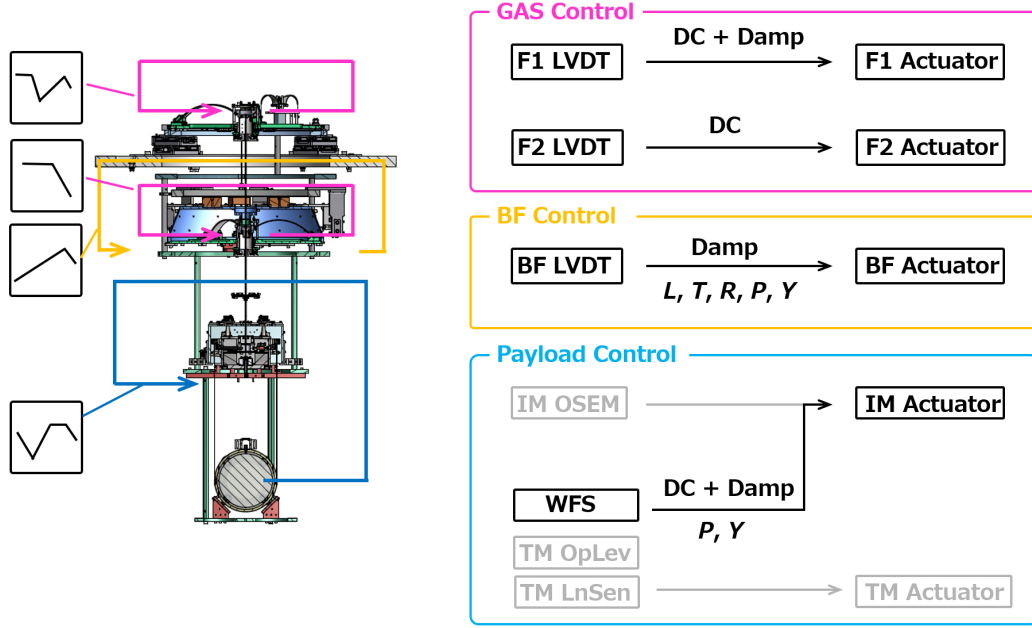 GAS Control
F1 LVDT
DC + Damp
F1 Actuator
F2 LVDT
DC
F2 Actuator
BF Control
BF LVDT
Damp
L, T, R, P, Y
BF Actuator
Payload Control
IM OSEM
IM Actuator
WFS
DC + Damp
P, Y
TM OpLev
TM LnSen
TM Actuator